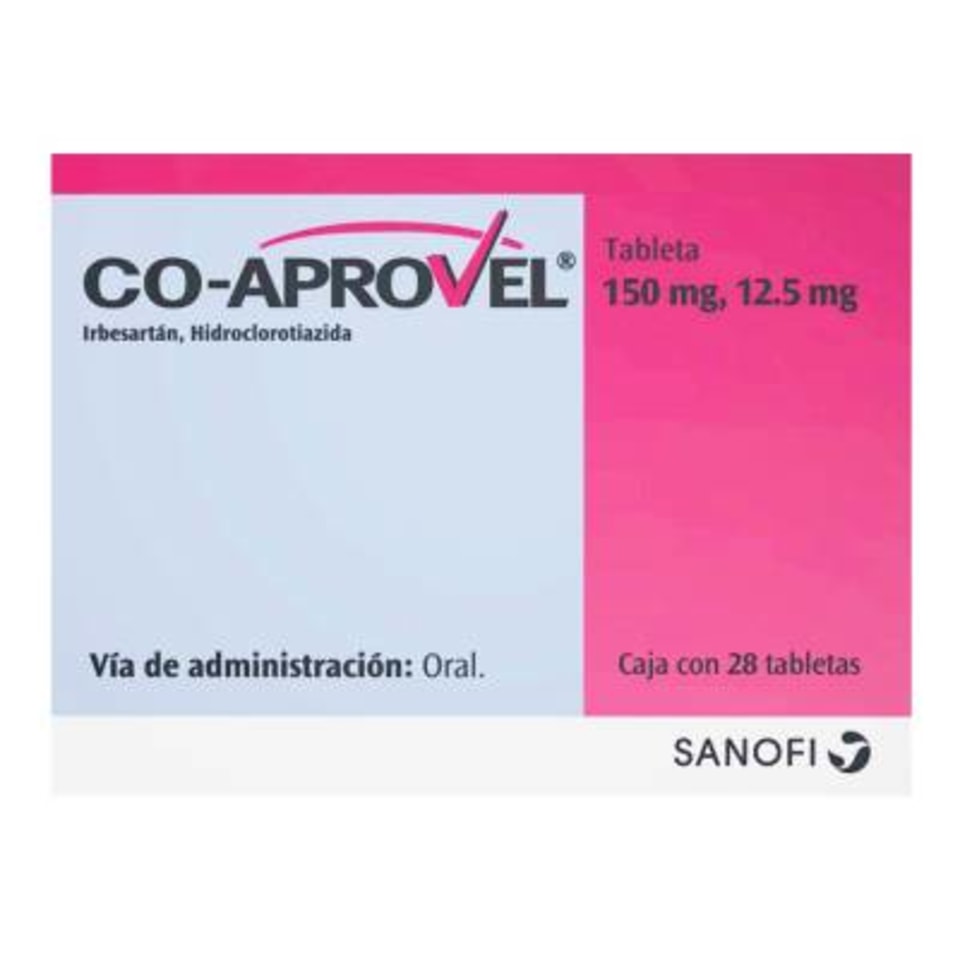 CO-APROVEL®
Irbesartán, Hidroclorotiazida
Tableta
150 mg, 12.5 mg
Vía de administración: Oral.
Caja con 28 tabletas
SANOFI